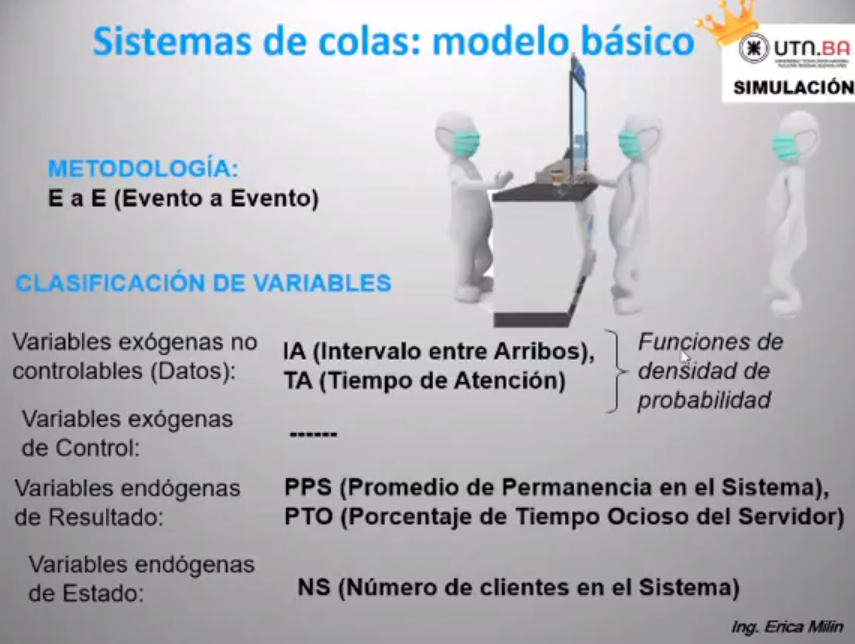 Sistemas de colas: modelo básico
UTN.BA
SIMULACIÓN
METODOLOGÍA:
E a E (Evento a Evento)
CLASIFICACIÓN DE VARIABLES
Variables exógenas no
controlables (Datos):
IA (Intervalo entre Arribos),
TA (Tiempo de Atención)
Funciones de
densidad de
probabilidad
Variables exógenas
de Control:
------
Variables endógenas
de Resultado:
PPS (Promedio de Permanencia en el Sistema),
PTO (Porcentaje de Tiempo Ocioso del Servidor)
Variables endógenas
de Estado:
NS (Número de clientes en el Sistema)
Ing. Erica Milin